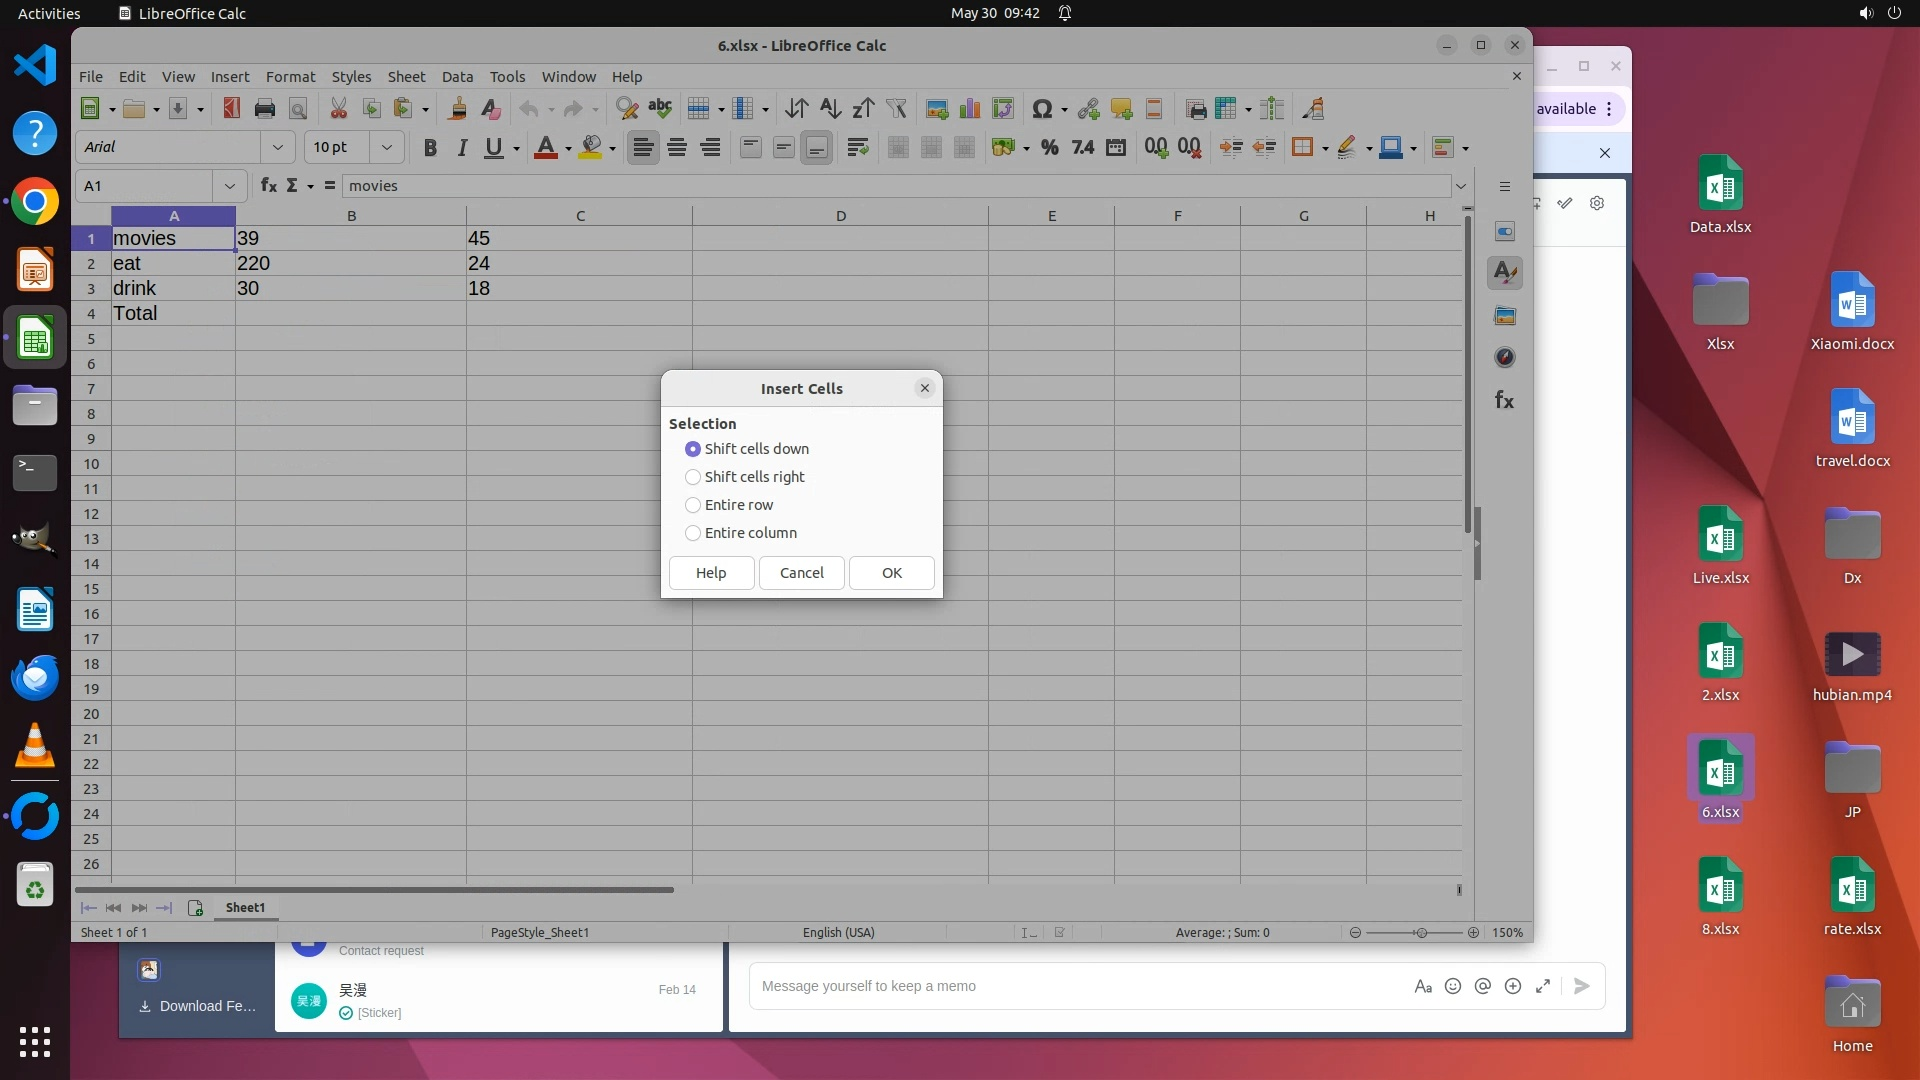 Activities
LibreOffice Calc
May 30 09:42
6.xlsx - LibreOffice Calc
File Edit View Insert Format Styles Sheet Data Tools Window Help
available
Arial
10 pt
A1
movies
A B C D E F G H
1 movies 39 45
2 eat 220 24
3 drink 30 18
4 Total
5
6
7
8
9
10
11
12
13
14
15
16
17
18
19
20
21
22
23
24
25
26
Insert Cells
Selection
Shift cells down
Shift cells right
Entire row
Entire column
Help
Cancel
OK
Sheet1
Sheet 1 of 1
PageStyle_Sheet1
English (USA)
Average: ; Sum: 0
150%
Contact request
吴漫
吴漫
Feb 14
[Sticker]
Download Fe...
Message yourself to keep a memo
Data.xlsx
Xlsx
Xiaomi.docx
travel.docx
Live.xlsx
Dx
2.xlsx
hubian.mp4
6.xlsx
JP
8.xlsx
rate.xlsx
Home